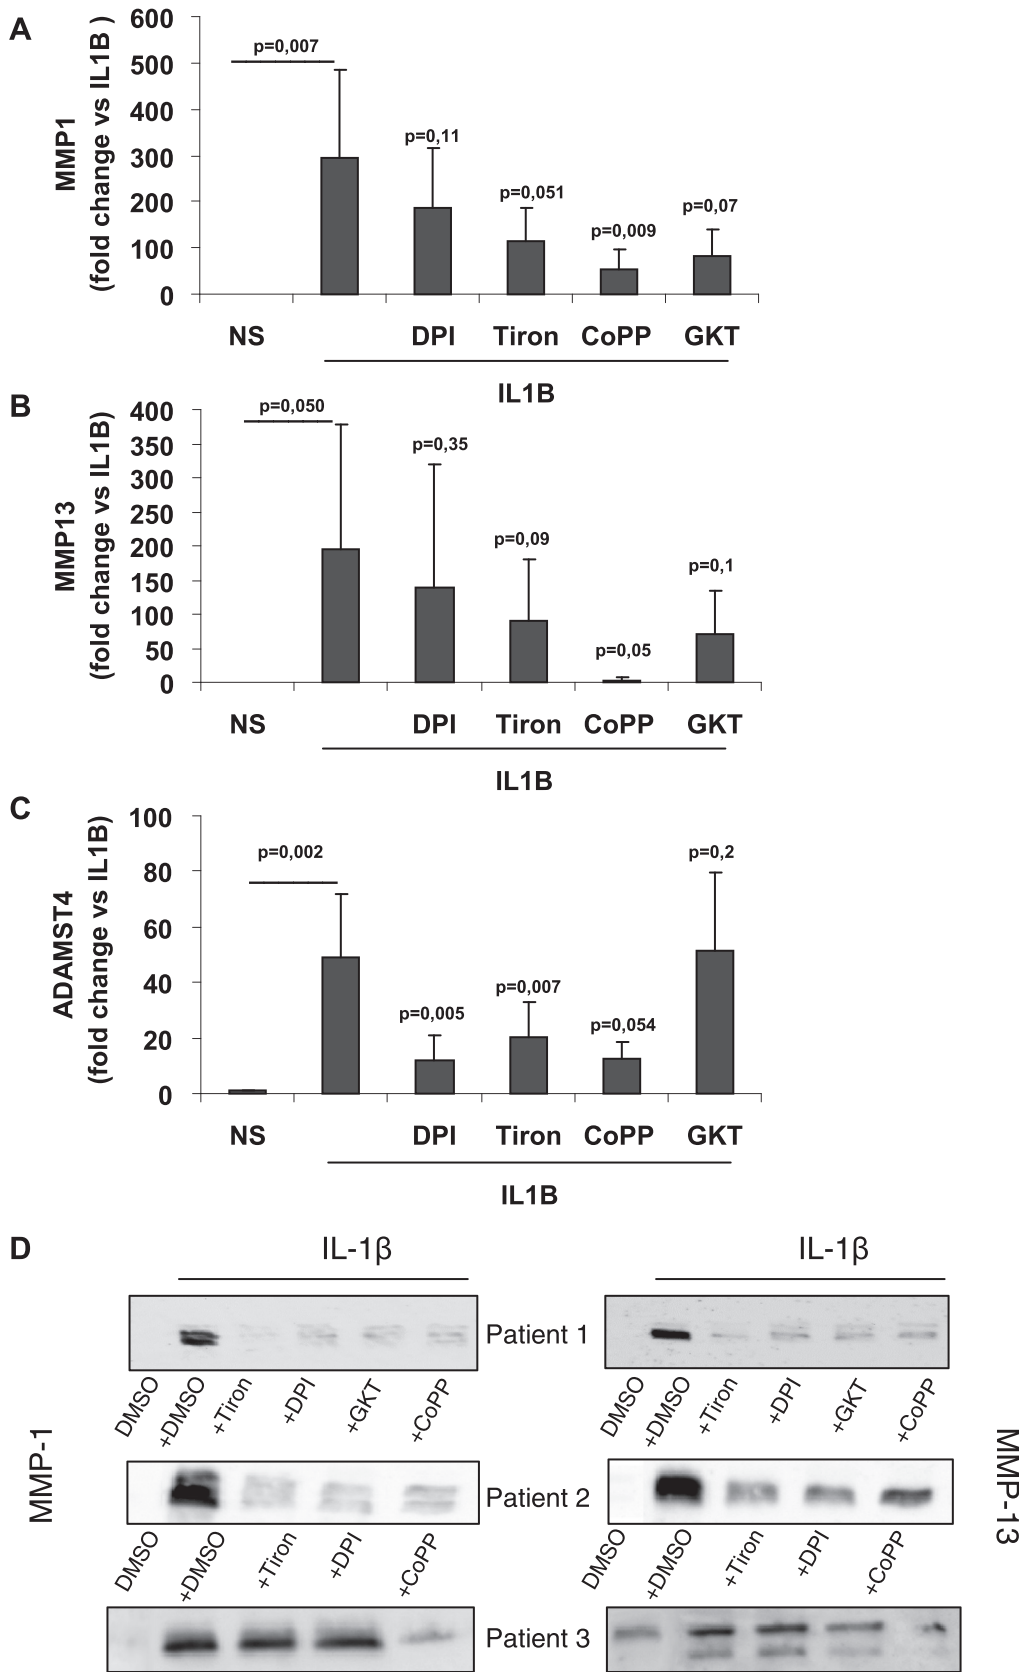 A
MMP1
(fold change vs IL1B )
600
500
400
300
200
100
0
p=0,007
p=0,11
p=0,051
p=0,009
p=0,07
NS DPI Tiron CoPP GKT
IL1B
B
MMP13
(fold change vs IL1B)
400
350
300
250
200
150
100
50
0
p=0,050
p=0,35
p=0,09
p=0,05
p=0,1
NS DPI Tiron CoPP GKT
IL1B
C
ADAMST4
(fold change vs IL1B)
100
80
60
40
20
0
p=0,002
p=0,005
p=0,007
p=0,054
p=0,2
NS DPI Tiron CoPP GKT
IL1B
D
IL-1β IL-1β
Patient 1
DMSO +DMSO +Tiron +DPI +GKT +CoPP
DMSO +DMSO +Tiron +DPI +GKT +CoPP
MMP-1
MMP-13
Patient 2
DMSO +DMSO +Tiron +DPI +CoPP
DMSO +DMSO +Tiron +DPI +CoPP
Patient 3